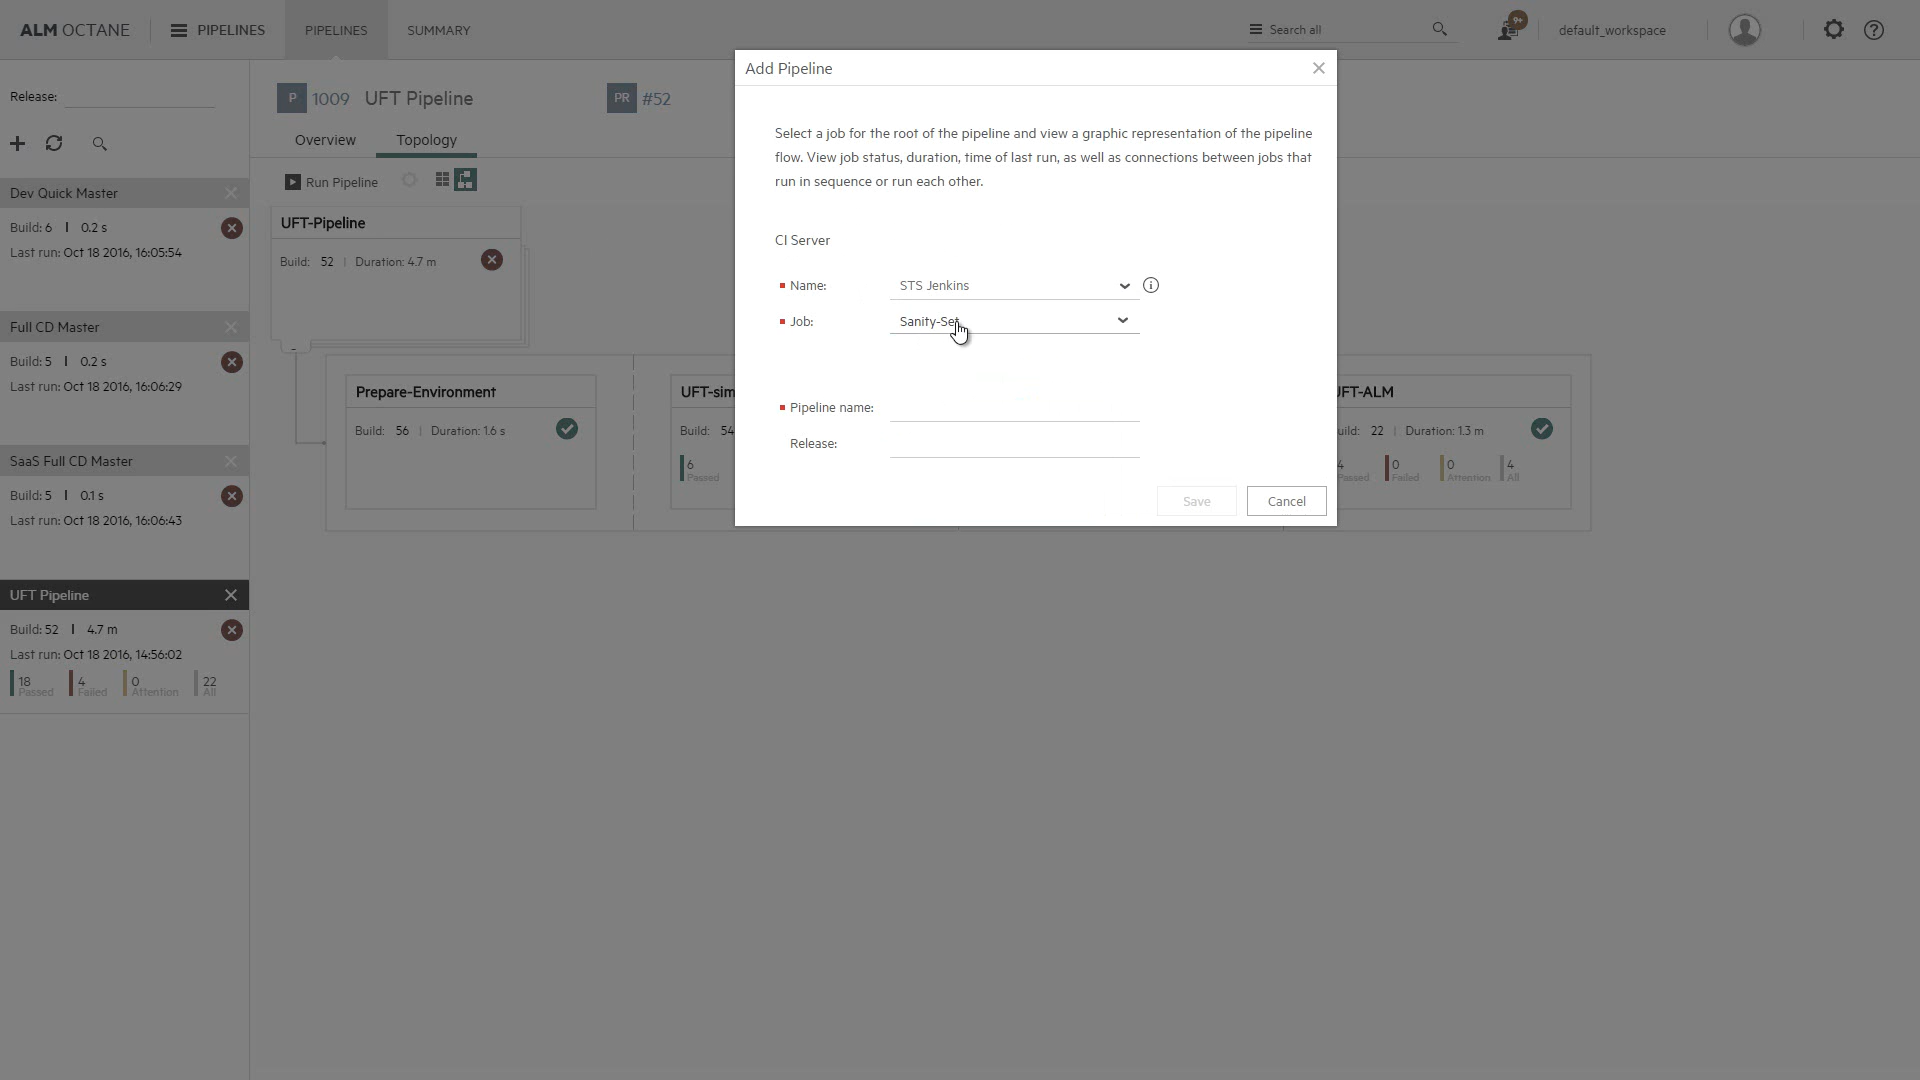 ALM OCTANE
PIPELINES
PIPELINES
SUMMARY
Search all
9+
default_workspace
Release:
P 1009 UFT Pipeline
PR #52
Overview
Topology
Run Pipeline
Dev Quick Master
Build: 6 | 0.2 s
Last run: Oct 18 2016, 16:05:54
Full CD Master
Build: 5 | 0.2 s
Last run: Oct 18 2016, 16:06:29
SaaS Full CD Master
Build: 5 | 0.1 s
Last run: Oct 18 2016, 16:06:43
UFT Pipeline
Build: 52 | 4.7 m
Last run: Oct 18 2016, 14:56:02
18 4 0 22
Passed Failed Attention All
UFT-Pipeline
Build: 52 | Duration: 4.7 m
Prepare-Environment
Build: 56 | Duration: 1.6 s
UFT-sim
Build: 54
6
Passed
UFT-ALM
uild: 22 | Duration: 1.3 m
4 0 0 4
assed Failed Attention All
Add Pipeline
Select a job for the root of the pipeline and view a graphic representation of the pipeline
flow. View job status, duration, time of last run, as well as connections between jobs that
run in sequence or run each other.
CI Server
Name: STS Jenkins
Job: Sanity-Set
Pipeline name:
Release:
Save
Cancel